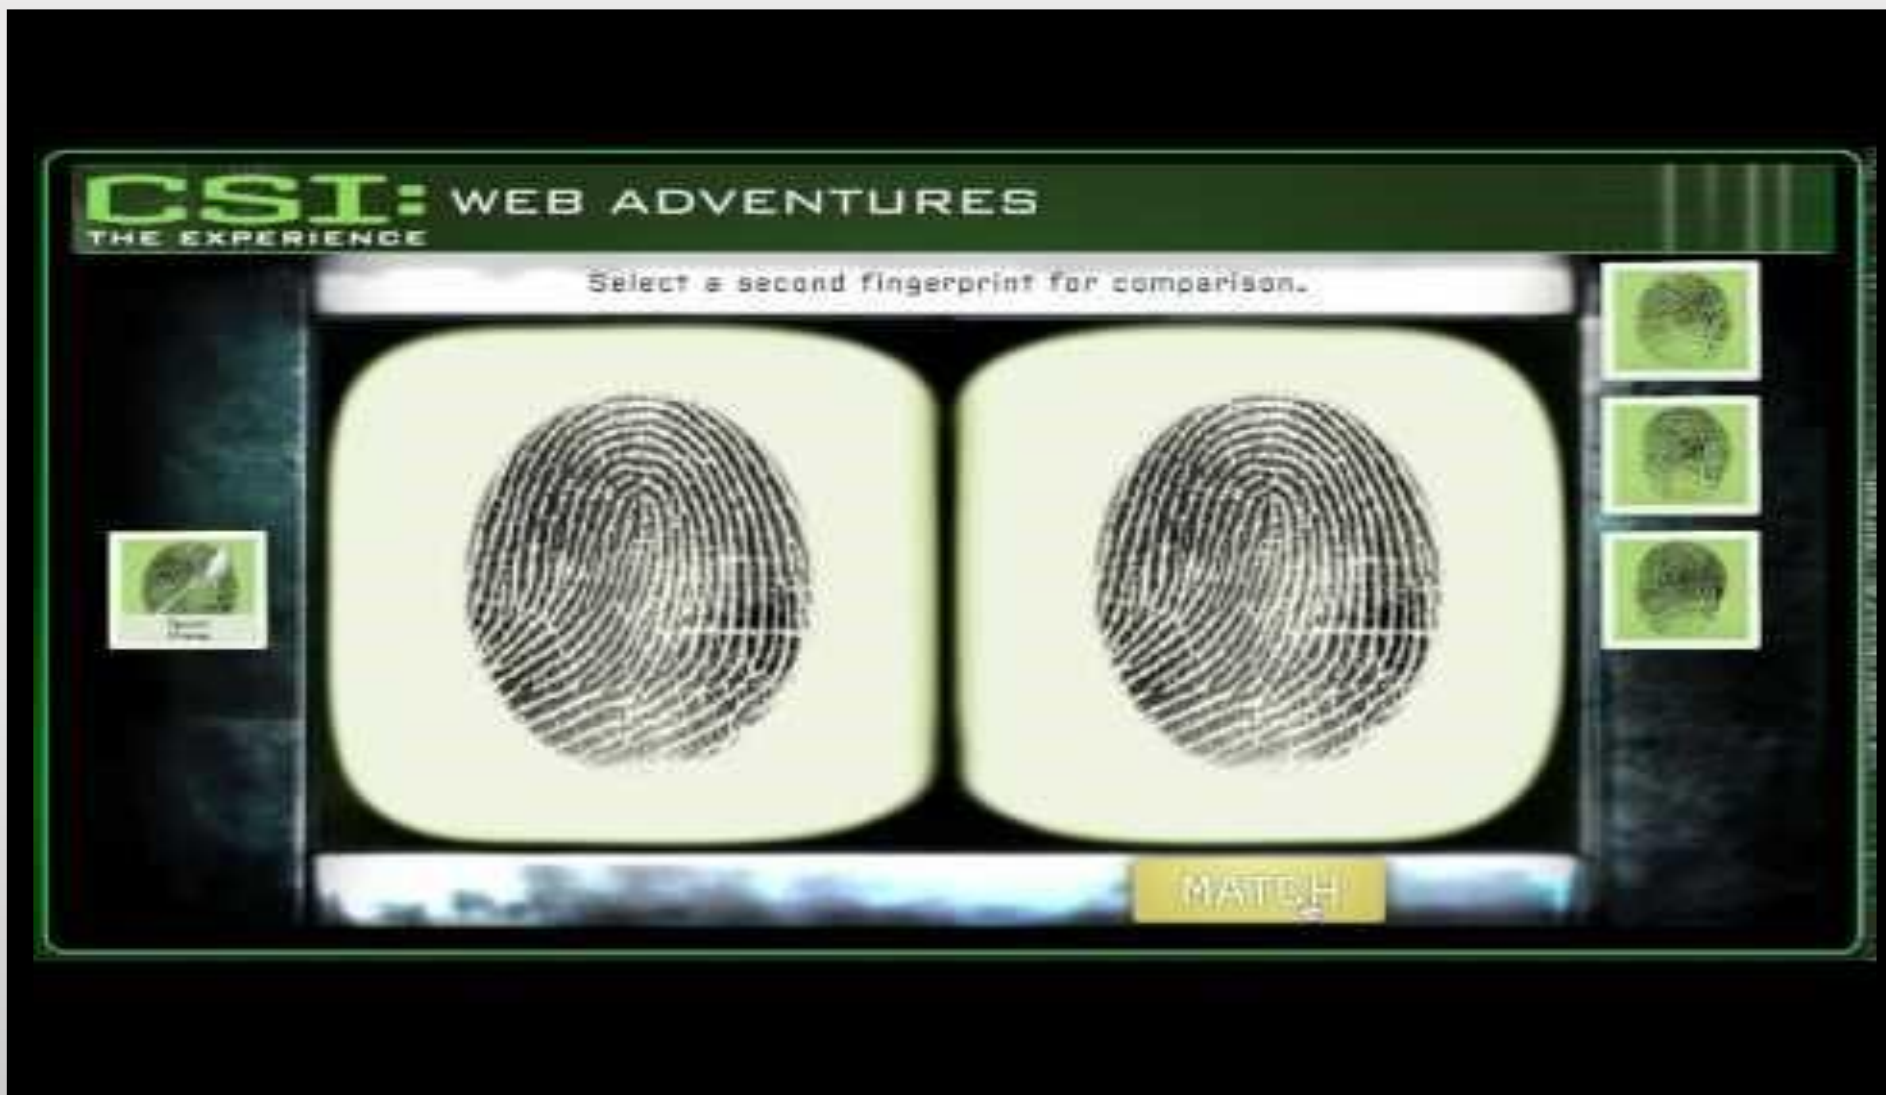 CSI: WEB ADVENTURES
THE EXPERIENCE
Select a second fingerprint for comparison.
MATCH